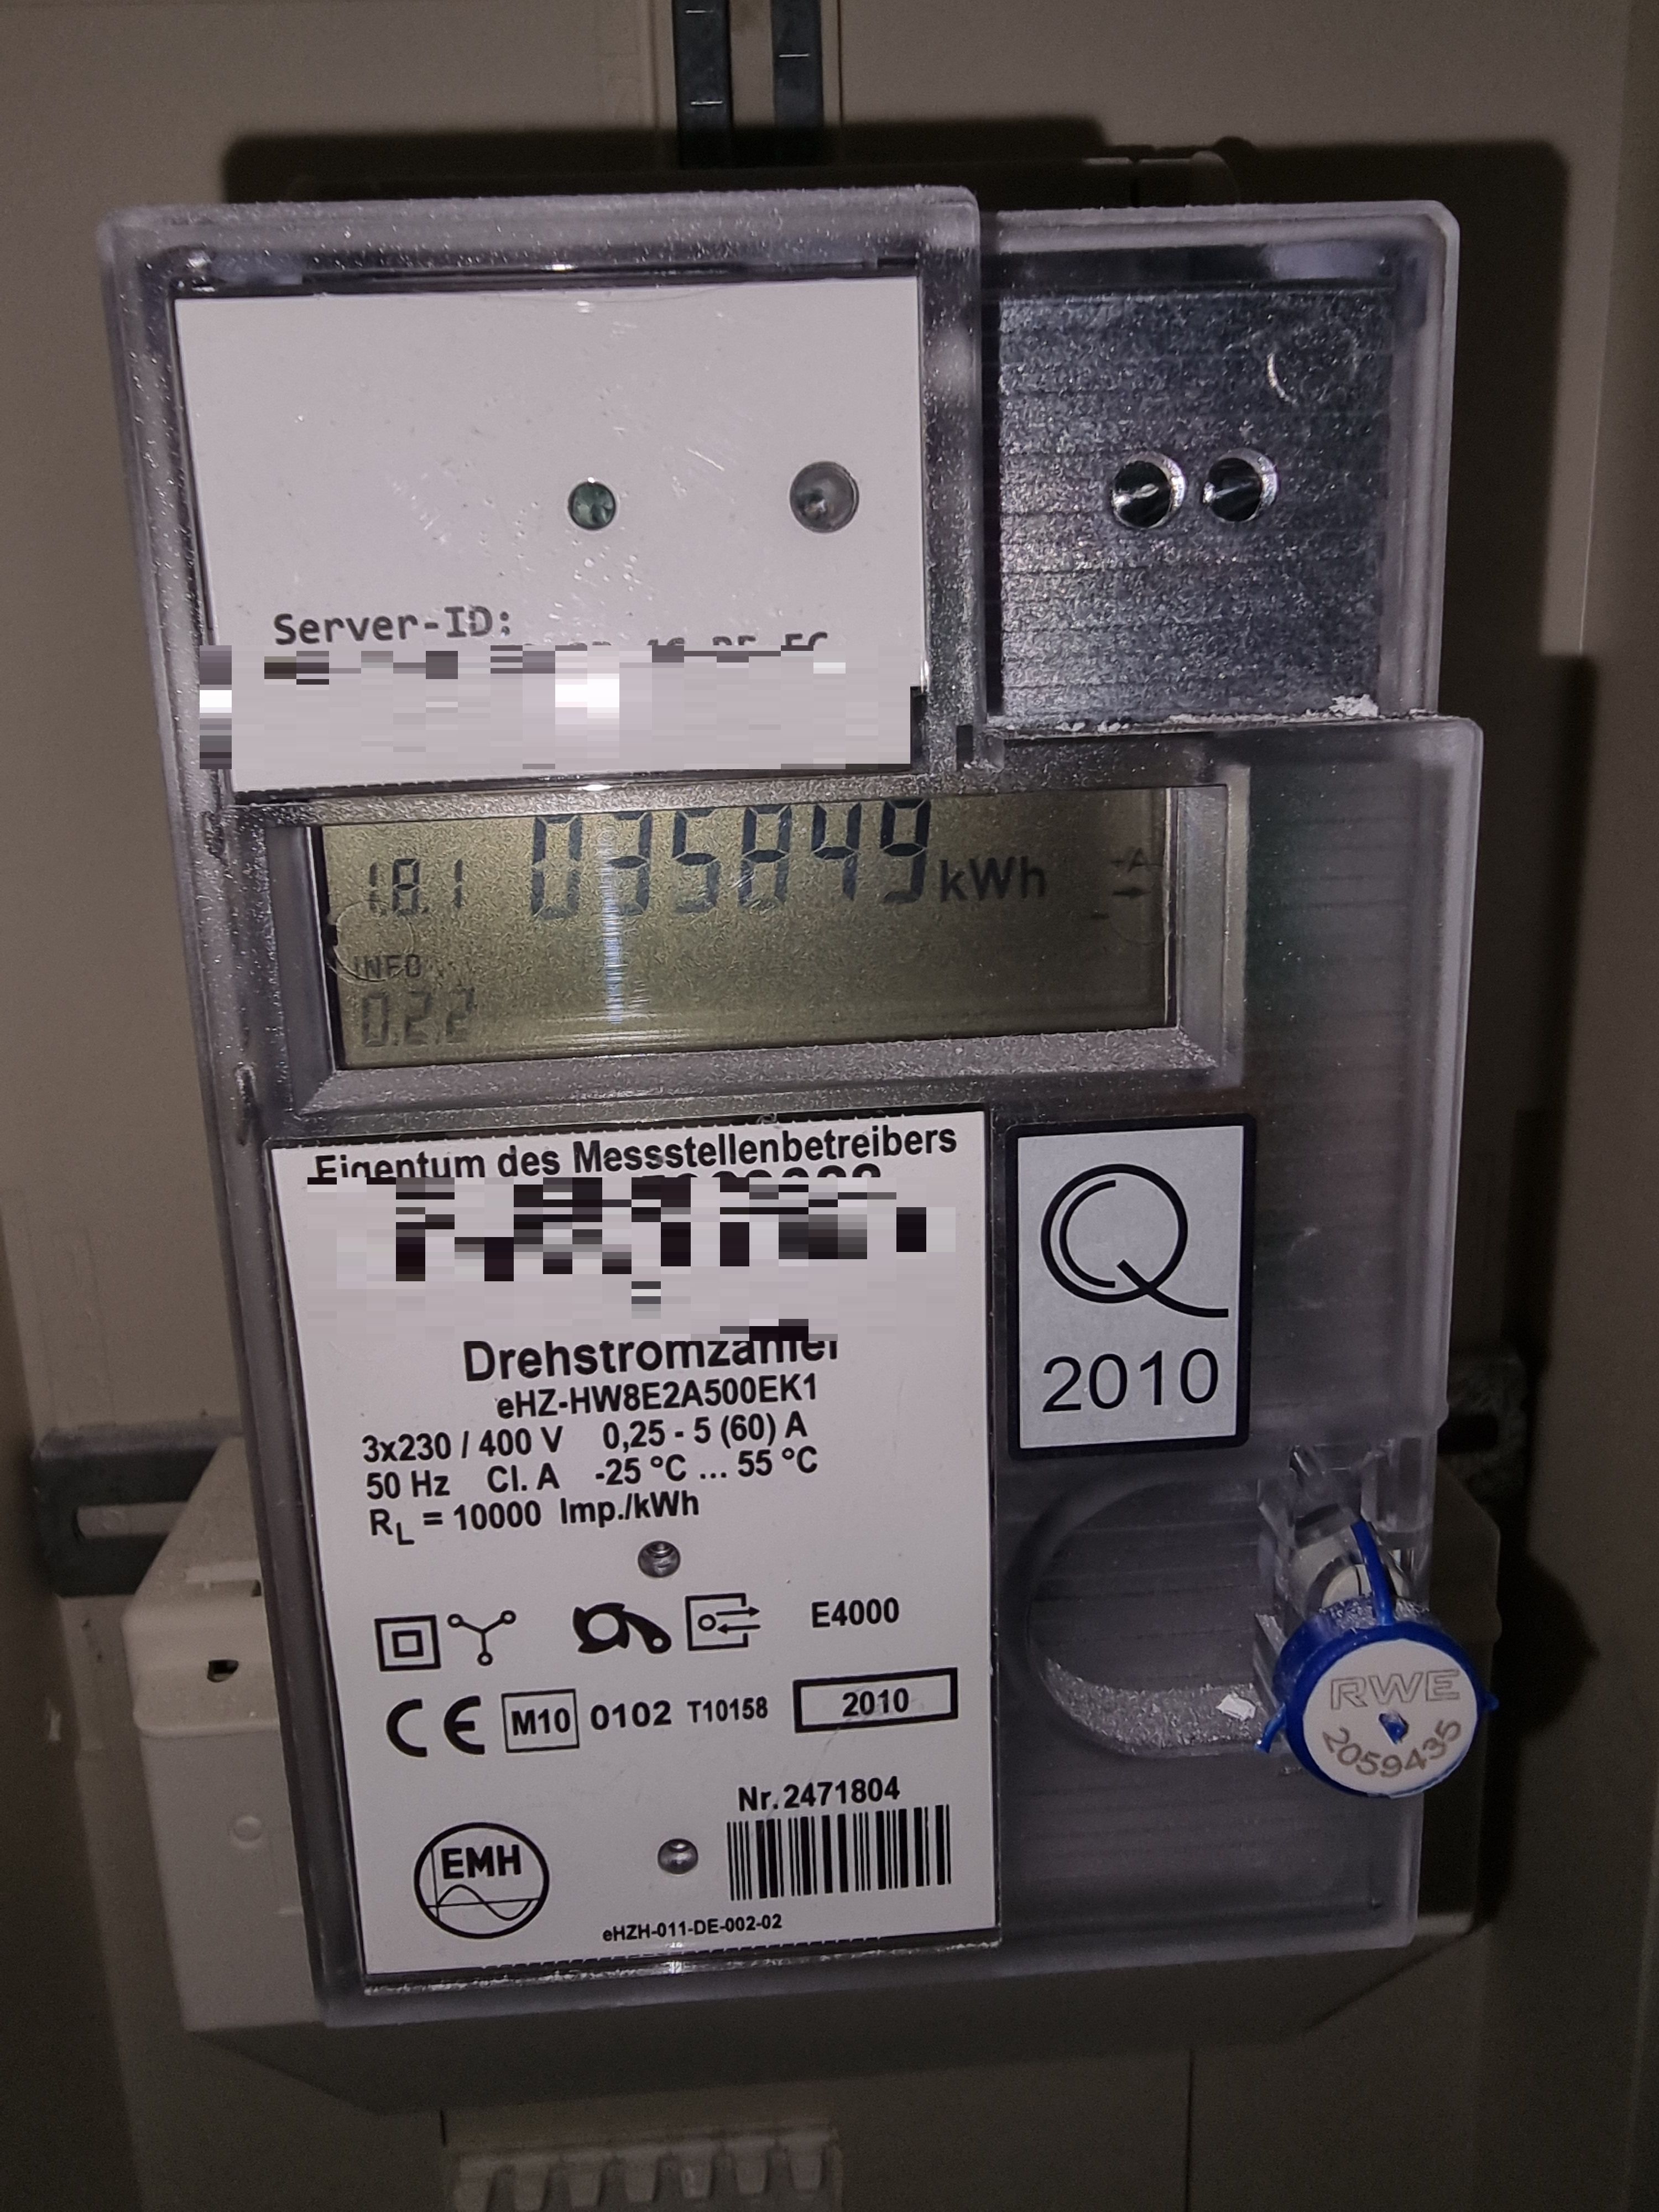 Server-ID:
1.8.1 035849 kWh +A
INFO
0.2.2
Eigentum des Messstellenbetreibers
Drehstromzähler
eHZ-HW8E2A500EK1
3x230 / 400 V 0,25 - 5 (60) A
50 Hz Cl. A -25 °C ... 55 °C
RL = 10000 Imp./kWh
E4000
CE M10 0102 T10158 2010
Nr. 2471804
EMH
eHZH-011-DE-002-02
Q
2010
RWE
2059435